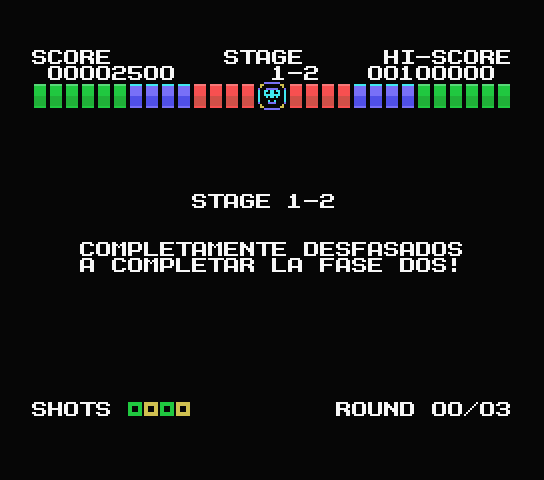 SCORE STAGE HI-SCORE
00002500 1-2 00100000
STAGE 1-2
COMPLETAMENTE DESFASADOS
A COMPLETAR LA FASE DOS!
SHOTS ROUND 00/03